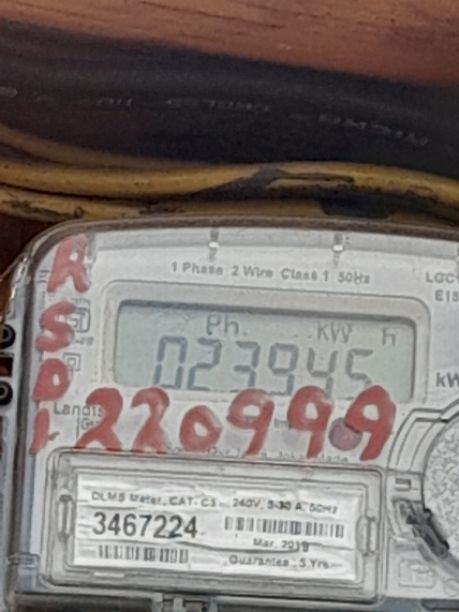 1 Phase 2 Wire Class 1 50Hz
Ph. KW h
023945
ASD1 220999
DLMS Meter, CAT- C3 240V, 5-30 A, 50Hz
3467224
Mar, 2019
Guarantee : 5 Yrs